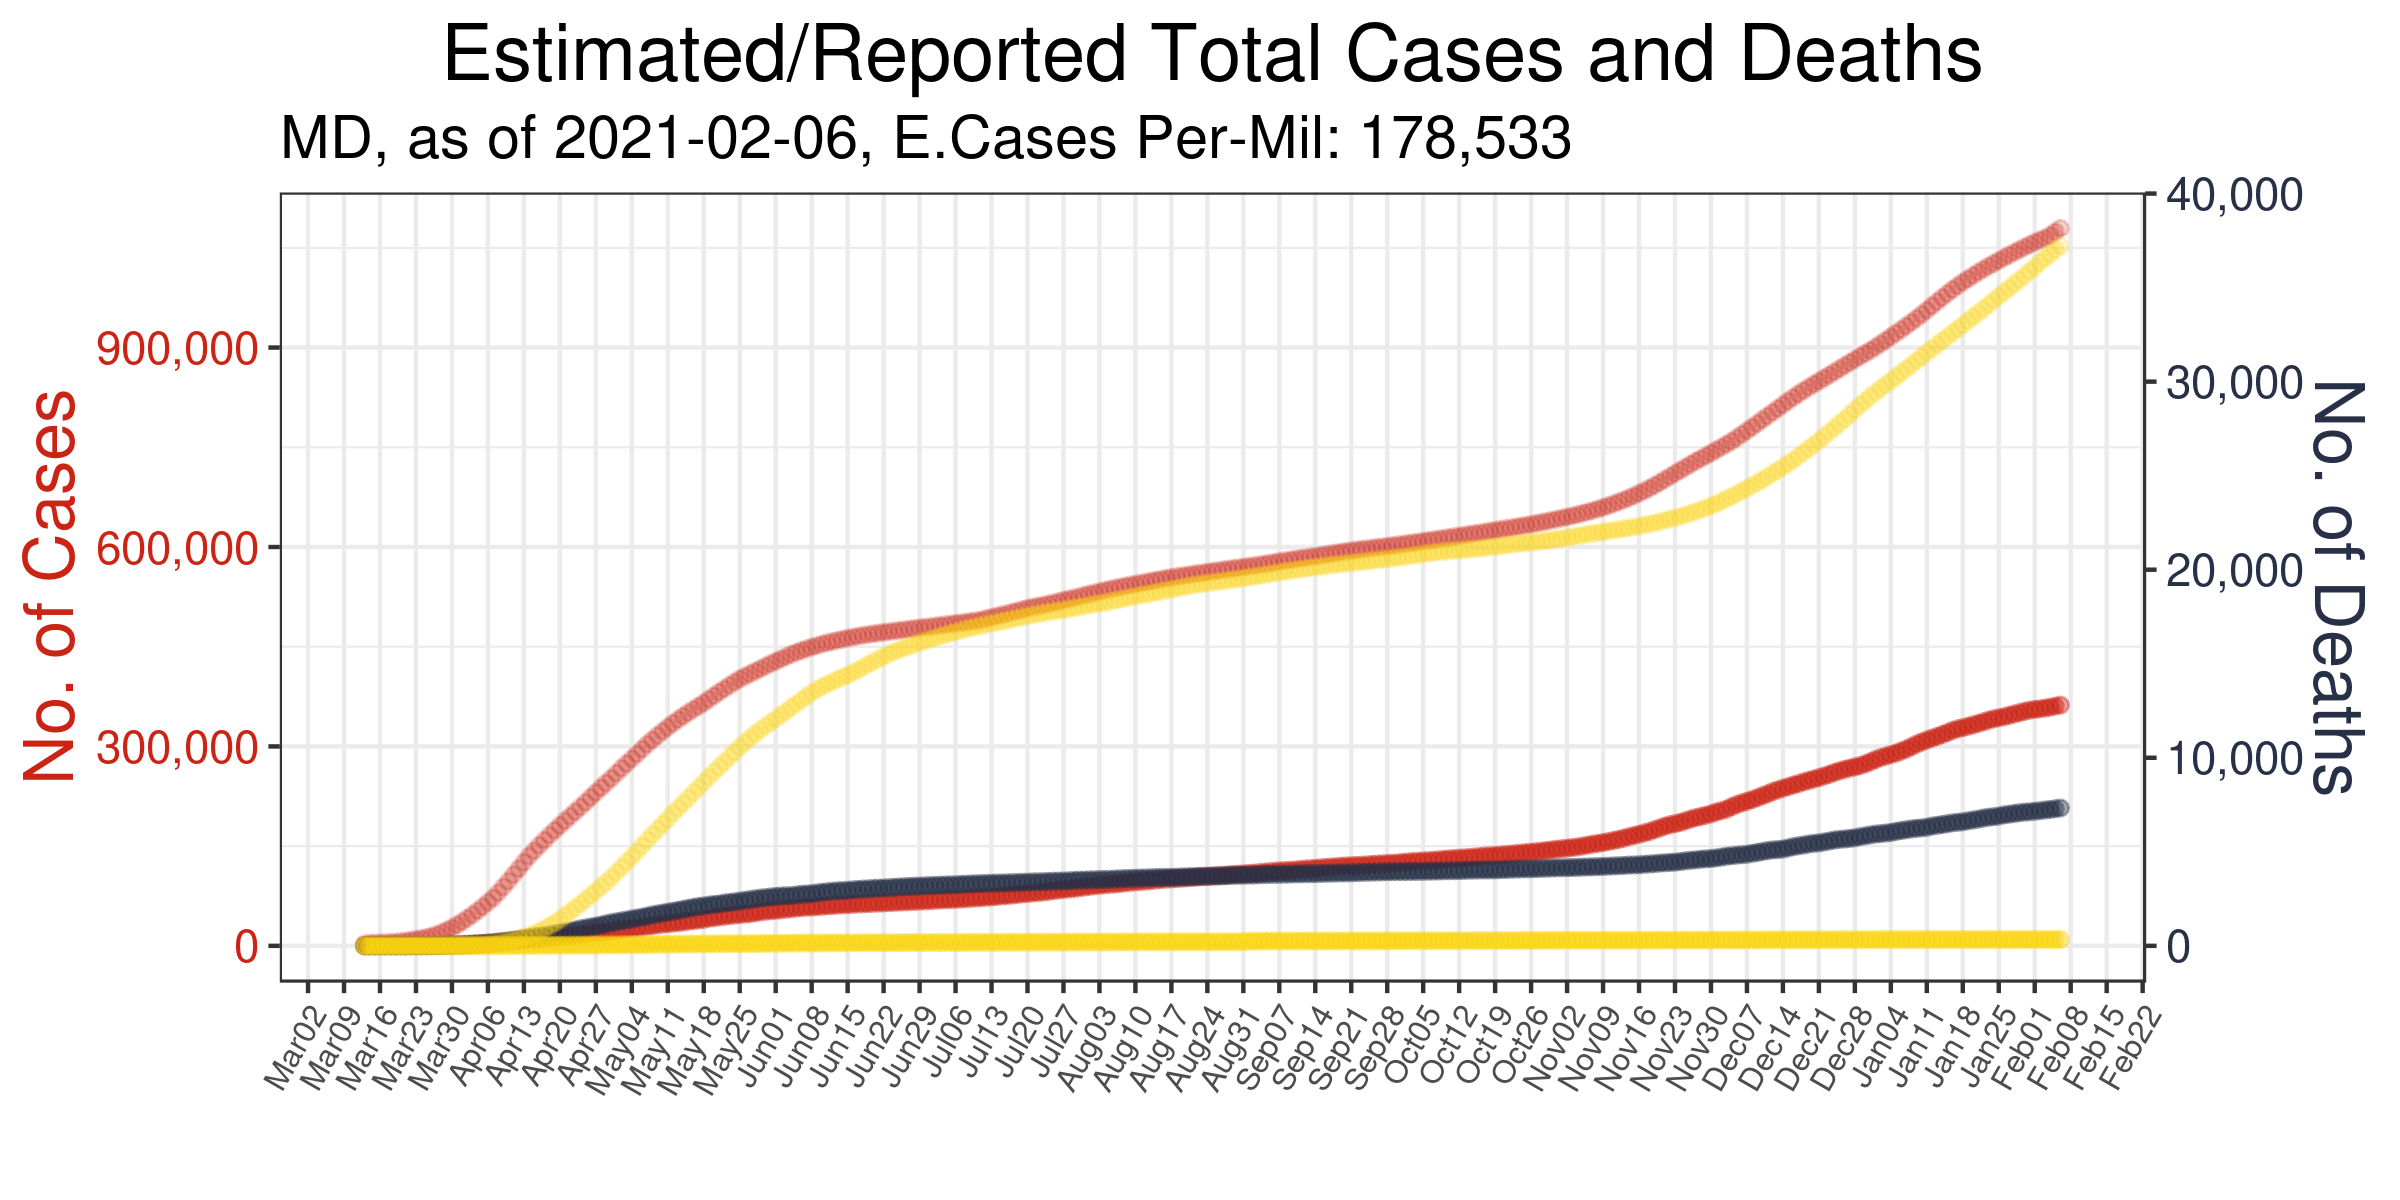 Estimated/Reported Total Cases and Deaths
MD, as of 2021-02-06, E.Cases Per-Mil: 178,533
No. of Cases
900,000
600,000
300,000
0
40,000
30,000
20,000
10,000
0
No. of Deaths
Mar02 Mar09 Mar16 Mar23 Mar30 Apr06 Apr13 Apr20 Apr27 May04 May11 May18 May25 Jun01 Jun08 Jun15 Jun22 Jun29 Jul06 Jul13 Jul20 Jul27 Aug03 Aug10 Aug17 Aug24 Aug31 Sep07 Sep14 Sep21 Sep28 Oct05 Oct12 Oct19 Oct26 Nov02 Nov09 Nov16 Nov23 Nov30 Dec07 Dec14 Dec21 Dec28 Jan04 Jan11 Jan18 Jan25 Feb01 Feb08 Feb15 Feb22